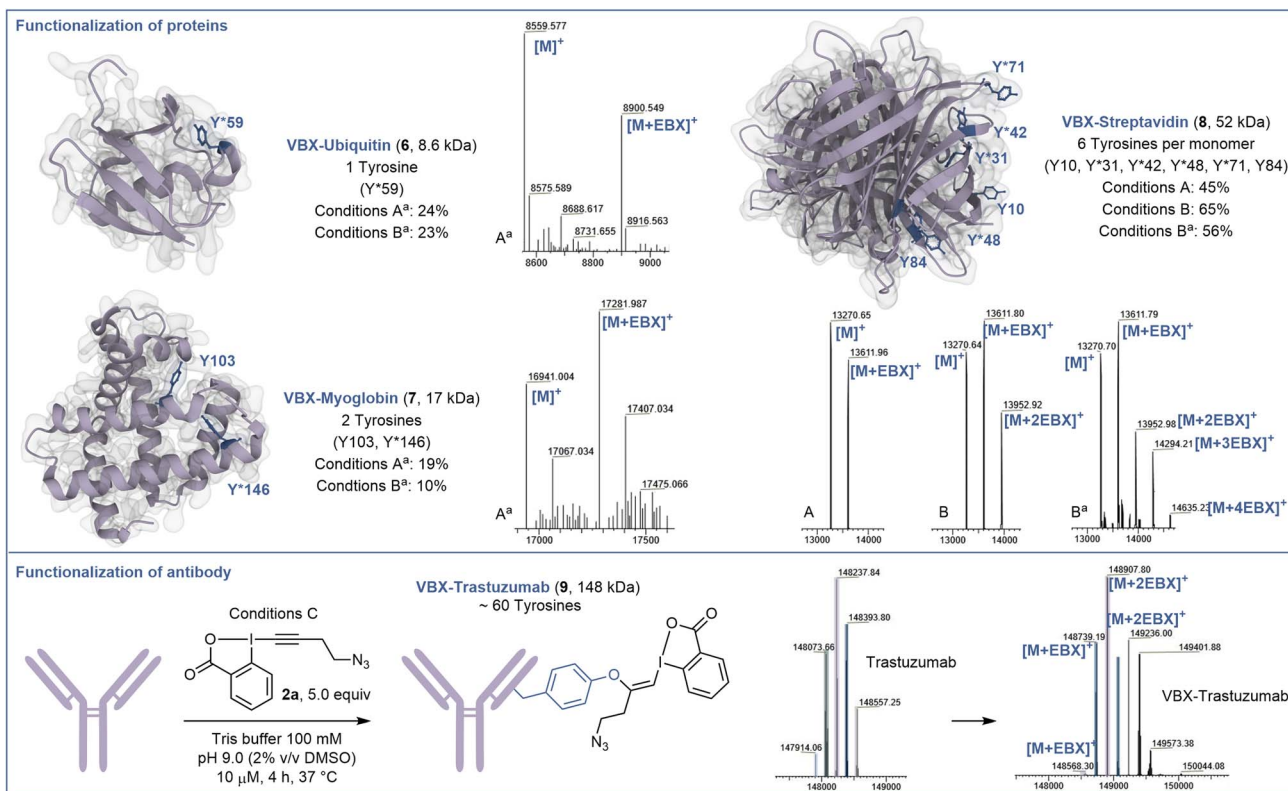 Functionalization of proteins
Y*59
VBX-Ubiquitin (6, 8.6 kDa)
1 Tyrosine
(Y*59)
Conditions Aᵃ: 24%
Conditions Bᵃ: 23%
8559.577
[M]⁺
8900.549
[M+EBX]⁺
8575.589
8688.617
8731.655
8916.563
Aᵃ
8600
8800
9000
Y*71
Y*42
Y*31
Y10
Y*48
Y84
VBX-Streptavidin (8, 52 kDa)
6 Tyrosines per monomer
(Y10, Y*31, Y*42, Y*48, Y*71, Y84)
Conditions A: 45%
Conditions B: 65%
Conditions Bᵃ: 56%
Y103
Y*146
VBX-Myoglobin (7, 17 kDa)
2 Tyrosines
(Y103, Y*146)
Conditions Aᵃ: 19%
Condtions Bᵃ: 10%
17281.987
[M+EBX]⁺
16941.004
[M]⁺
17407.034
17067.034
17475.066
Aᵃ
17000
17500
13270.65
[M]⁺
13611.96
[M+EBX]⁺
A
13000
14000
13611.80
[M+EBX]⁺
13270.64
[M]⁺
13952.92
[M+2EBX]⁺
B
13000
14000
13611.79
[M+EBX]⁺
13270.70
[M]⁺
13952.98
[M+2EBX]⁺
14294.21
[M+3EBX]⁺
14635.23
[M+4EBX]⁺
Bᵃ
13000
14000
Functionalization of antibody
Conditions C
O
I
O
N₃
2a, 5.0 equiv
Tris buffer 100 mM
pH 9.0 (2% v/v DMSO)
10 µM, 4 h, 37 °C
VBX-Trastuzumab (9, 148 kDa)
~ 60 Tyrosines
O
O
I
O
N₃
148237.84
148393.80
148073.66
Trastuzumab
148557.25
147914.06
148000
149000
148907.80
[M+2EBX]⁺
[M+2EBX]⁺
148739.19
149236.00
[M+EBX]⁺
149401.88
VBX-Trastuzumab
[M+EBX]⁺
149573.38
148568.30
150044.08
148000
149000
150000